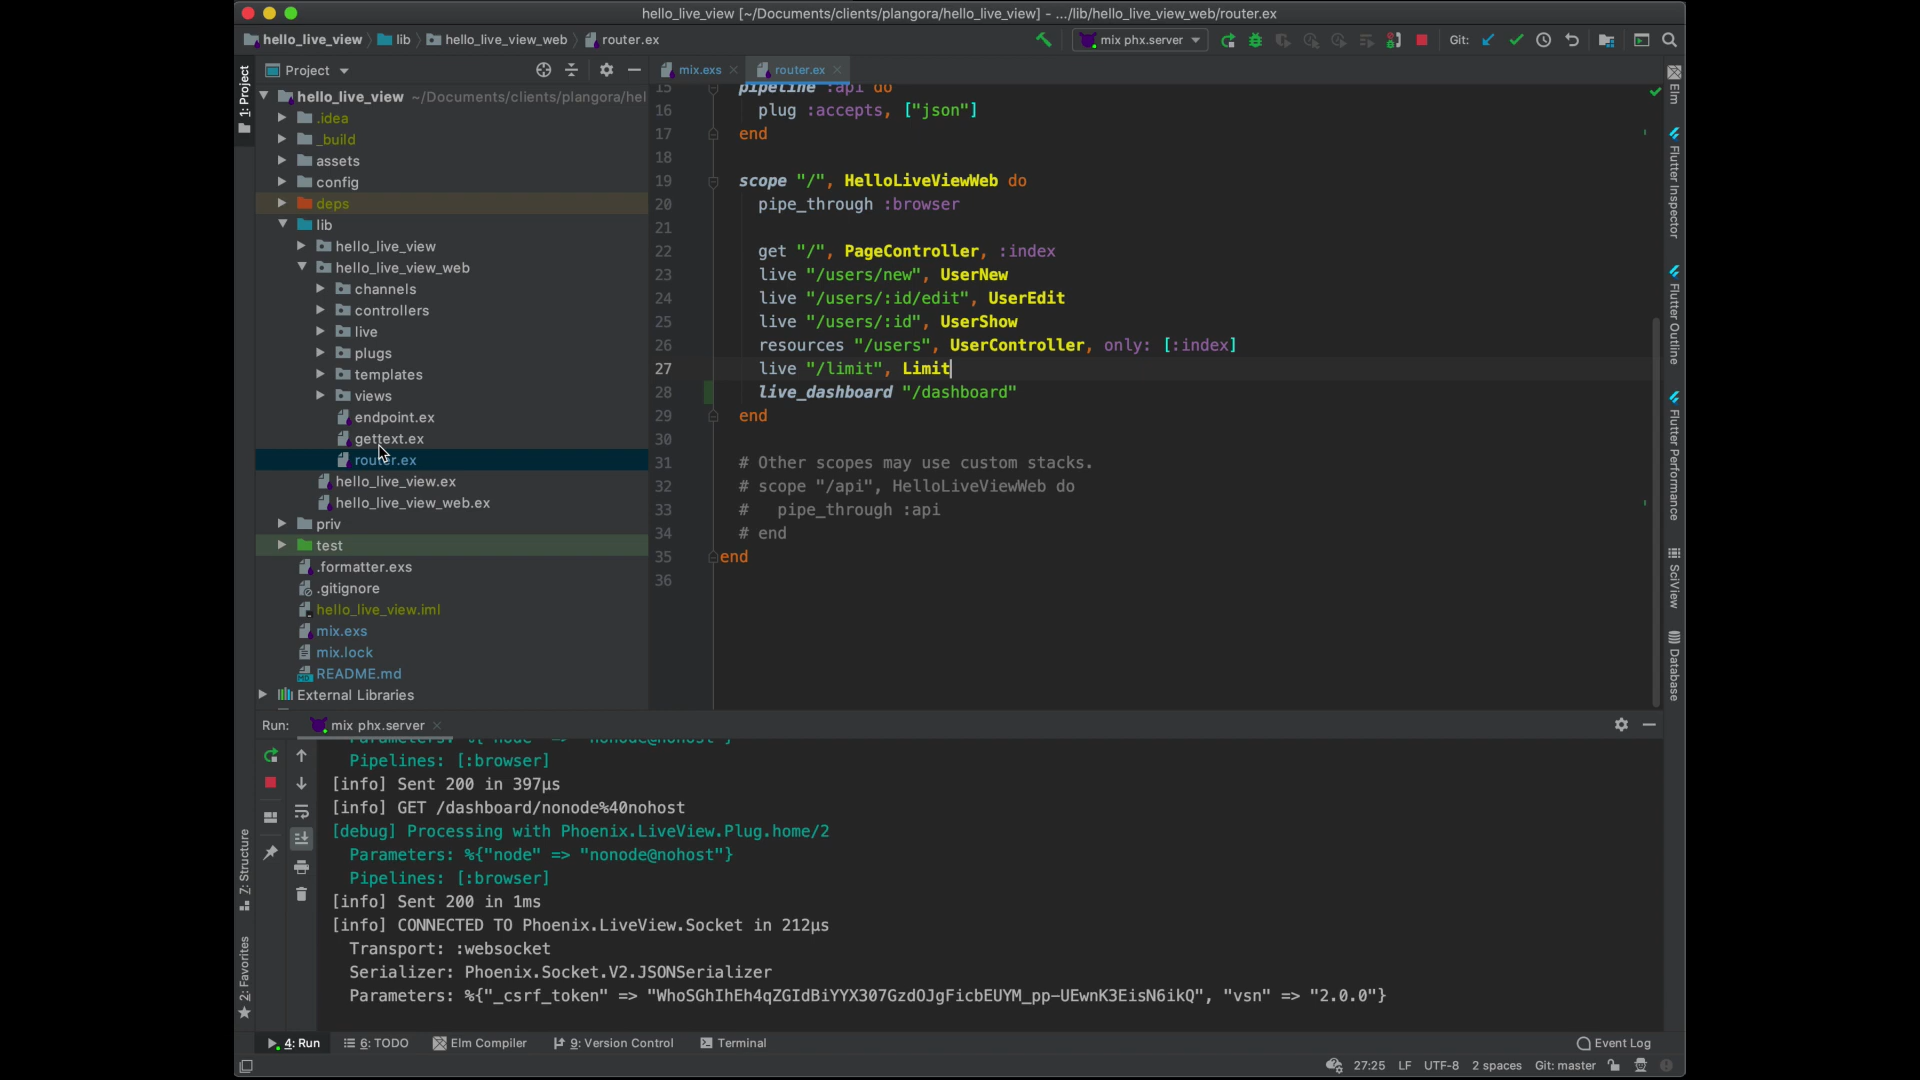 hello_live_view [~/Documents/clients/plangora/hello_live_view] - .../lib/hello_live_view_web/router.ex
hello_live_view lib hello_live_view_web router.ex
mix phx.server
Git:
Project
mix.exs
router.ex
1: Project
hello_live_view ~/Documents/clients/plangora/hel
.idea
_build
assets
config
deps
lib
hello_live_view
hello_live_view_web
channels
controllers
live
plugs
templates
views
endpoint.ex
gettext.ex
router.ex
hello_live_view.ex
hello_live_view_web.ex
priv
test
.formatter.exs
.gitignore
hello_live_view.iml
mix.exs
mix.lock
README.md
External Libraries
15 pipeline :api do
16 plug :accepts, ["json"]
17 end
18
19 scope "/", HelloLiveViewWeb do
20 pipe_through :browser
21
22 get "/", PageController, :index
23 live "/users/new", UserNew
24 live "/users/:id/edit", UserEdit
25 live "/users/:id", UserShow
26 resources "/users", UserController, only: [:index]
27 live "/limit", Limit
28 live_dashboard "/dashboard"
29 end
30
31 # Other scopes may use custom stacks.
32 # scope "/api", HelloLiveViewWeb do
33 #   pipe_through :api
34 # end
35 end
36
Elm
Flutter Inspector
Flutter Outline
Flutter Performance
SciView
Database
Run: mix phx.server
Parameters: %{"node" => "nonode@nohost"}
Pipelines: [:browser]
[info] Sent 200 in 397µs
[info] GET /dashboard/nonode%40nohost
[debug] Processing with Phoenix.LiveView.Plug.home/2
Parameters: %{"node" => "nonode@nohost"}
Pipelines: [:browser]
[info] Sent 200 in 1ms
[info] CONNECTED TO Phoenix.LiveView.Socket in 212µs
Transport: :websocket
Serializer: Phoenix.Socket.V2.JSONSerializer
Parameters: %{"_csrf_token" => "WhoSGhIhEh4qZGIdBiYYX307GzdOJgFicbEUYM_pp-UEwnK3EisN6ikQ", "vsn" => "2.0.0"}
Z: Structure
2: Favorites
4: Run
6: TODO
Elm Compiler
9: Version Control
Terminal
Event Log
27:25 LF UTF-8 2 spaces Git: master